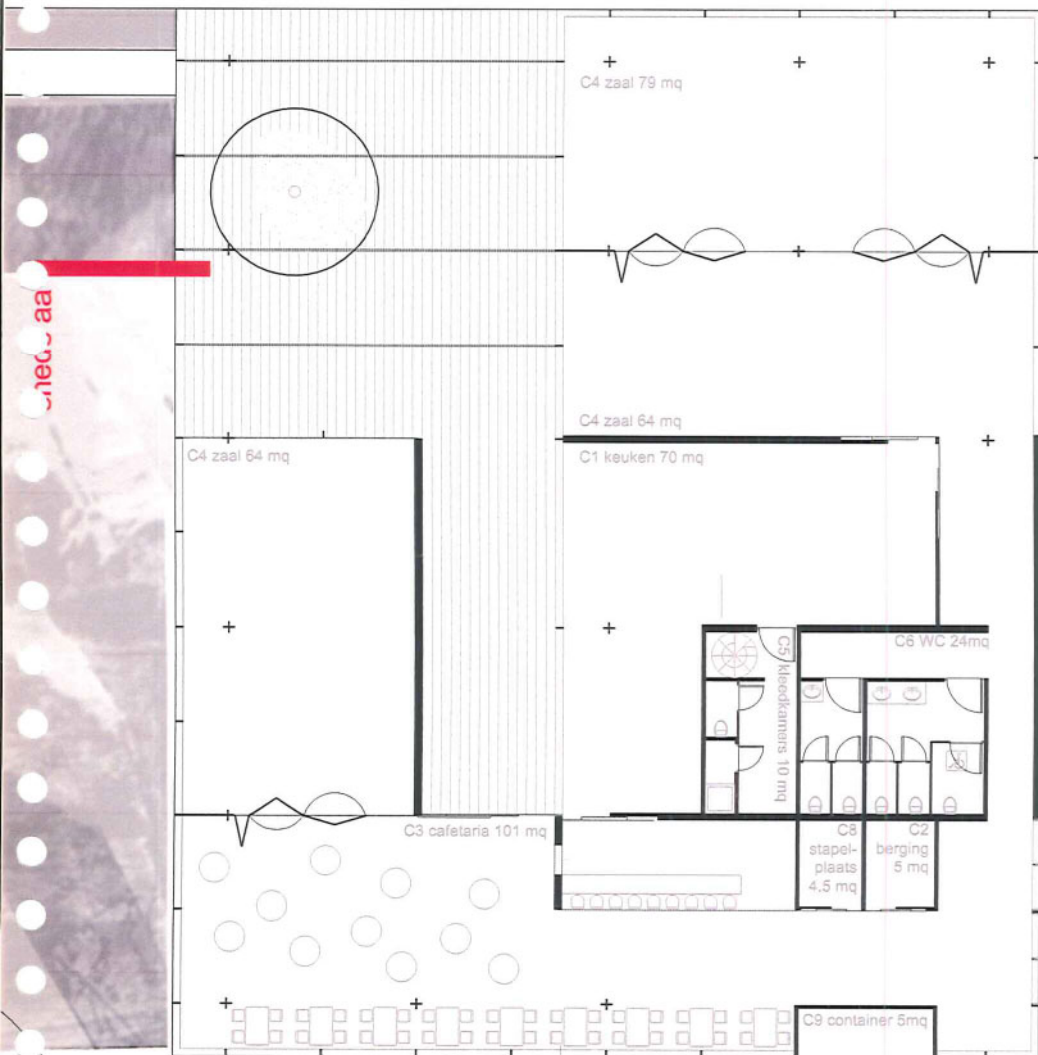 C4 zaal 79 mq
snede aa
C4 zaal 64 mq
C4 zaal 64 mq
C1 keuken 70 mq
C6 WC 24mq
C5 kleedkamers 10 mq
C3 cafetaria 101 mq
C8
stapel-
plaats
4.5 mq
C2
berging
5 mq
C9 container 5mq